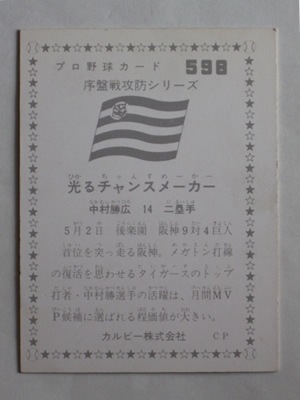 プロ野球カード 598
序盤戦攻防シリーズ
光るチャンスメーカー
中村勝広 14 二塁手
5月2日 後楽園 阪神9対4巨人
首位を突っ走る阪神。メガトン打線
の復活を思わせるタイガースのトップ
打者・中村勝選手の活躍は、月間MV
P候補に選ばれる程価値が大きい。
カルビー株式会社 CP